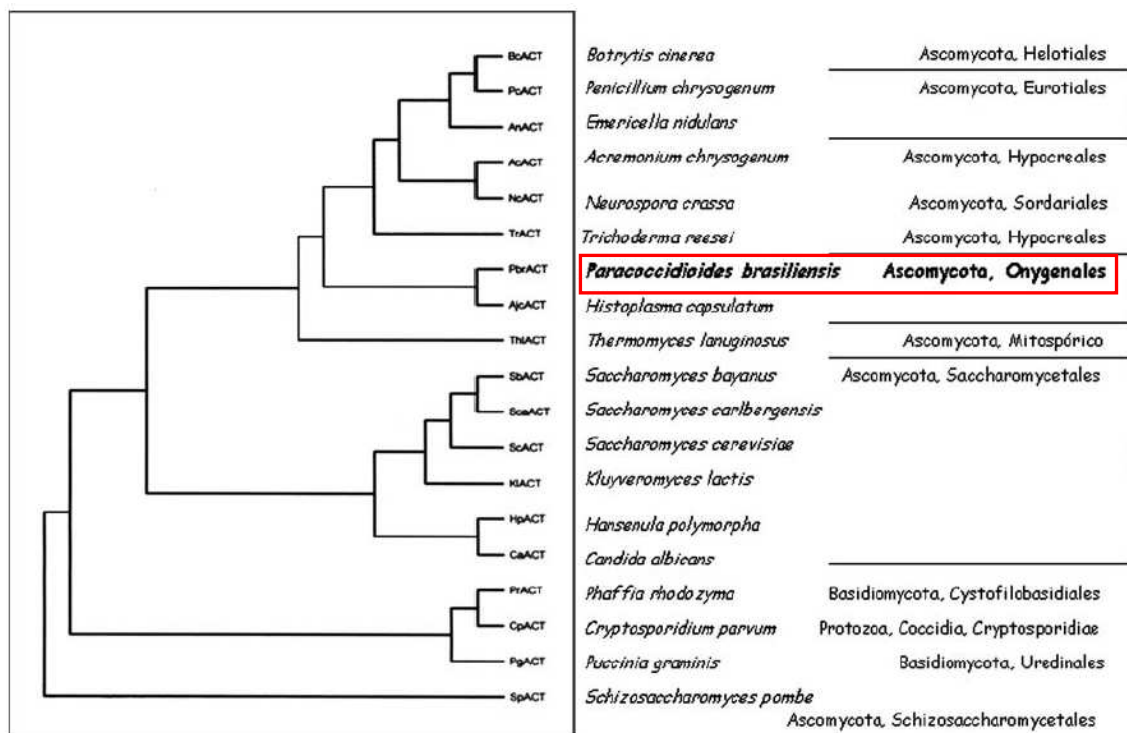 BcACT Botrytis cinerea Ascomycota, Helotiales
PcACT Penicillium chrysogenum Ascomycota, Eurotiales
AnACT Emericella nidulans
AcACT Acremonium chrysogenum Ascomycota, Hypocreales
NcACT Neurospora crassa Ascomycota, Sordariales
TrACT Trichoderma reesei Ascomycota, Hypocreales
PbrACT Paracoccidioides brasiliensis Ascomycota, Onygenales
AjcACT Histoplasma capsulatum
ThlACT Thermomyces lanuginosus Ascomycota, Mitospórico
SbACT Saccharomyces bayanus Ascomycota, Saccharomycetales
ScaACT Saccharomyces carlbergensis
ScACT Saccharomyces cerevisiae
KlACT Kluyveromyces lactis
HpACT Hansenula polymorpha
CaACT Candida albicans
PrACT Phaffia rhodozyma Basidiomycota, Cystofilobasidiales
CpACT Cryptosporidium parvum Protozoa, Coccidia, Cryptosporidiae
PgACT Puccinia graminis Basidiomycota, Uredinales
SpACT Schizosaccharomyces pombe
Ascomycota, Schizosaccharomycetales